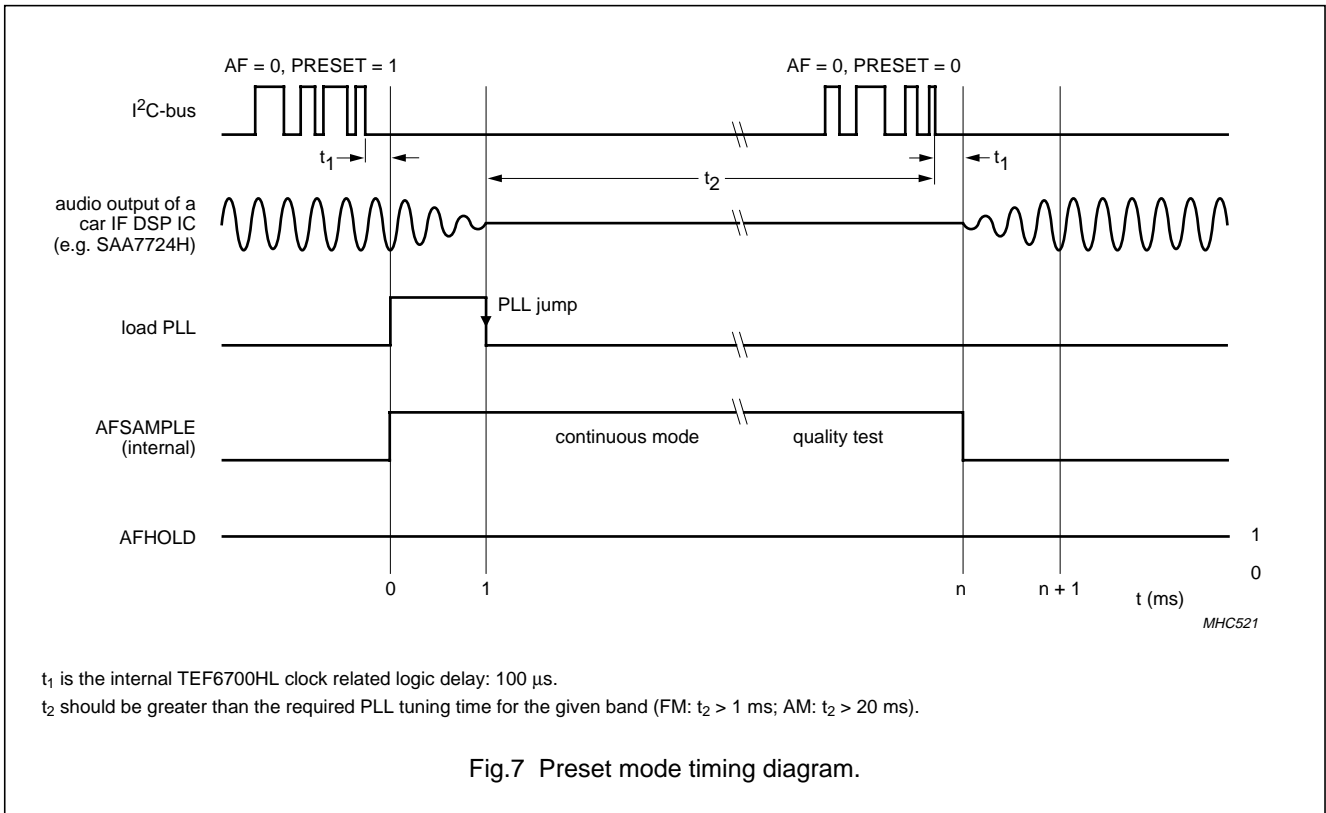 AF = 0, PRESET = 1
AF = 0, PRESET = 0
I²C-bus
t₁
t₁
t₂
audio output of a
car IF DSP IC
(e.g. SAA7724H)
PLL jump
load PLL
AFSAMPLE
(internal)
continuous mode
quality test
AFHOLD
1
0
0
1
n
n + 1
t (ms)
MHC521
t₁ is the internal TEF6700HL clock related logic delay: 100 μs.
t₂ should be greater than the required PLL tuning time for the given band (FM: t₂ > 1 ms; AM: t₂ > 20 ms).
Fig.7 Preset mode timing diagram.